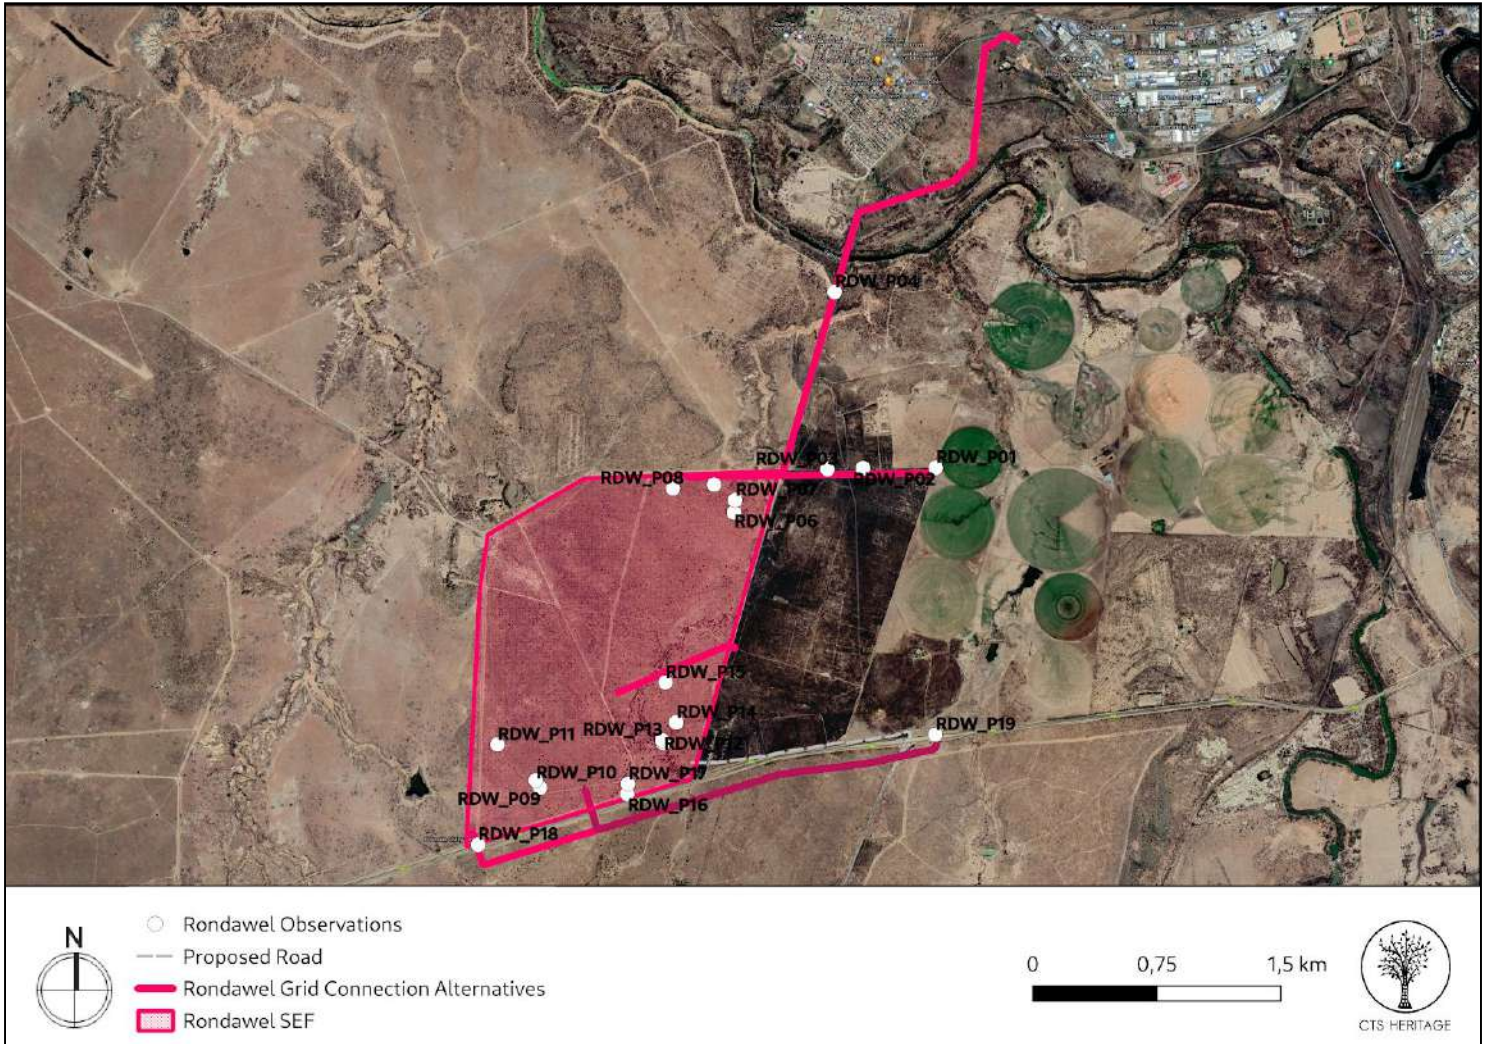 RDW_P04
RDW_P03
RDW_P01
RDW_P02
RDW_P08
RDW_P07
RDW_P06
RDW_P15
RDW_P14
RDW_P13
RDW_P12
RDW_P11
RDW_P19
RDW_P10
RDW_P17
RDW_P09
RDW_P16
RDW_P18
N
Rondawel Observations
Proposed Road
Rondawel Grid Connection Alternatives
Rondawel SEF
0 0,75 1,5 km
CTS HERITAGE